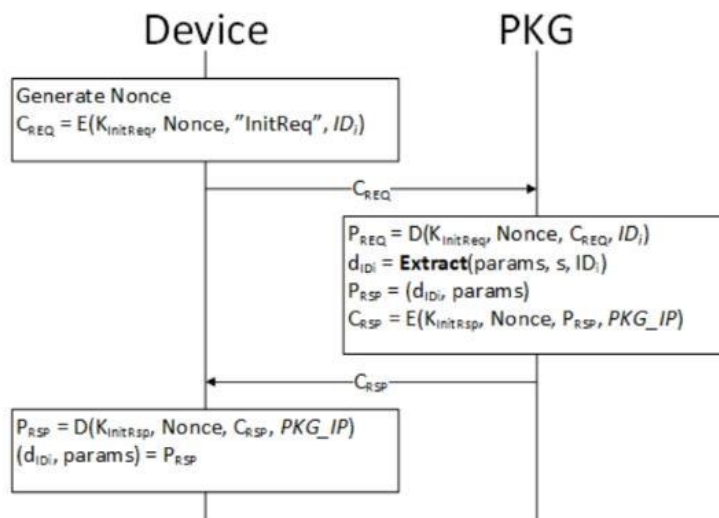 Device PKG
Generate Nonce
C_REQ = E(K_InitReq, Nonce, "InitReq", ID_i)
C_REQ
P_REQ = D(K_InitReq, Nonce, C_REQ, ID_i)
d_IDi = Extract(params, s, ID_i)
P_RSP = (d_IDi, params)
C_RSP = E(K_InitRsp, Nonce, P_RSP, PKG_IP)
C_RSP
P_RSP = D(K_InitRsp, Nonce, C_RSP, PKG_IP)
(d_IDi, params) = P_RSP